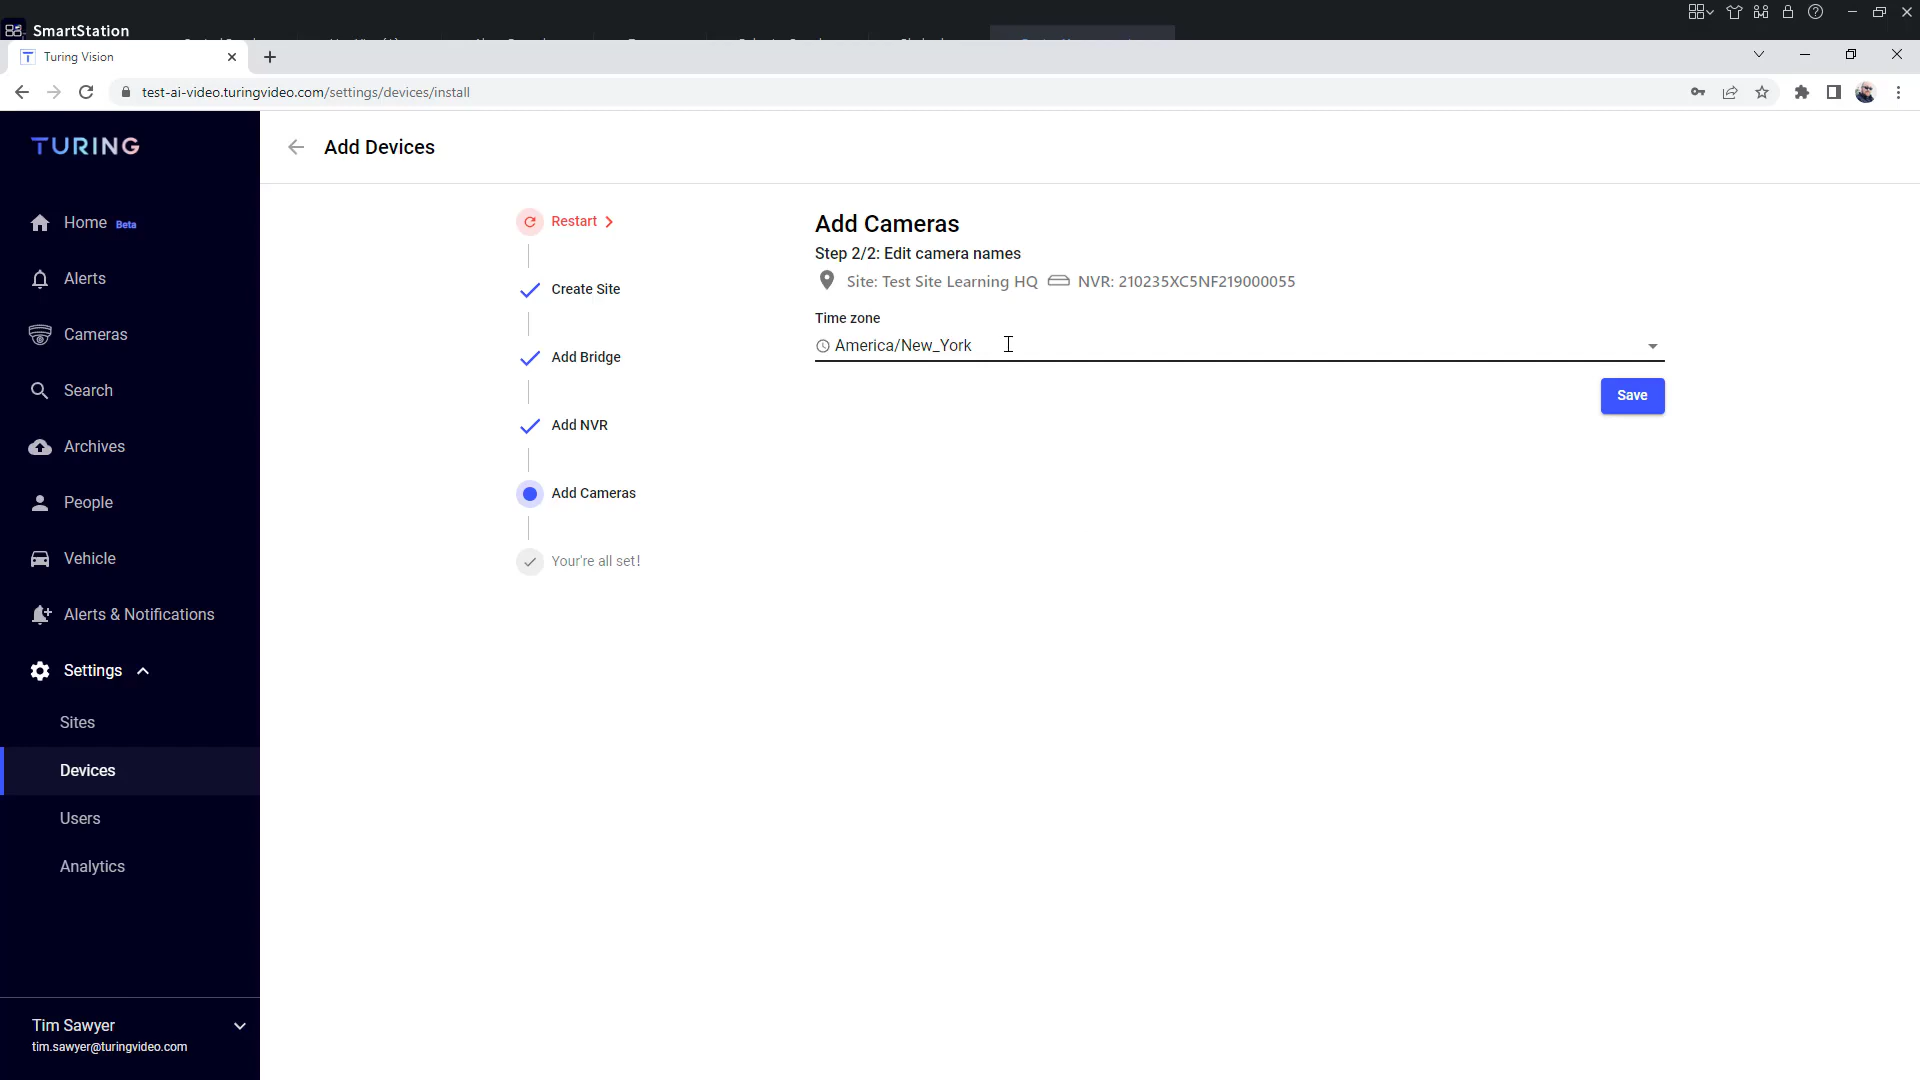 SmartStation
Turing Vision
test-ai-video.turingvideo.com/settings/devices/install
TURING
Add Devices
Home Beta
Alerts
Cameras
Search
Archives
People
Vehicle
Alerts & Notifications
Settings
Sites
Devices
Users
Analytics
Tim Sawyer
tim.sawyer@turingvideo.com
Restart
Create Site
Add Bridge
Add NVR
Add Cameras
Your're all set!
Add Cameras
Step 2/2: Edit camera names
Site: Test Site Learning HQ NVR: 210235XC5NF219000055
Time zone
America/New_York
Save